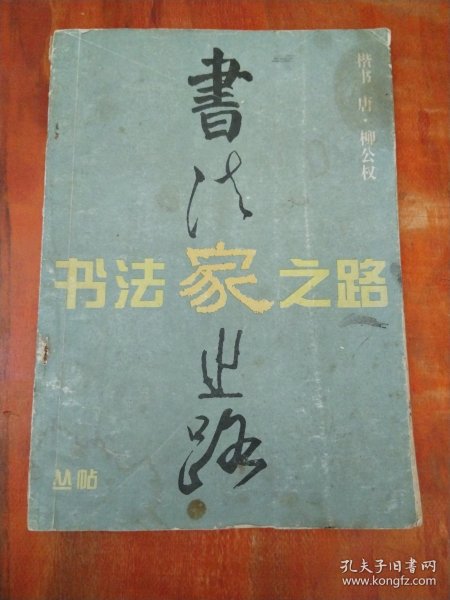 楷书 唐·柳公权
書法家之路
书法家之路
丛帖
孔夫子旧书网
www.kongfz.com